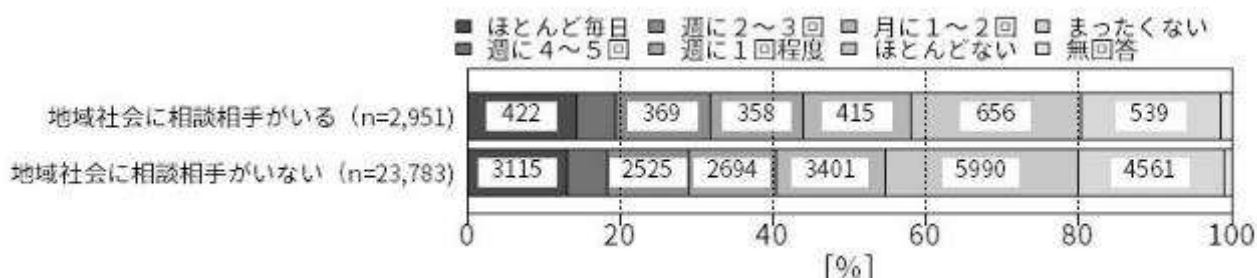 ■ ほとんど毎日 ■ 週に2～3回 ■ 月に1～2回 □ まったくない
■ 週に4～5回 ■ 週に1回程度 ■ ほとんどない □ 無回答
地域社会に相談相手がいる (n=2,951) 422 369 358 415 656 539
地域社会に相談相手がいない (n=23,783) 3115 2525 2694 3401 5990 4561
0 20 40 60 80 100
[%]